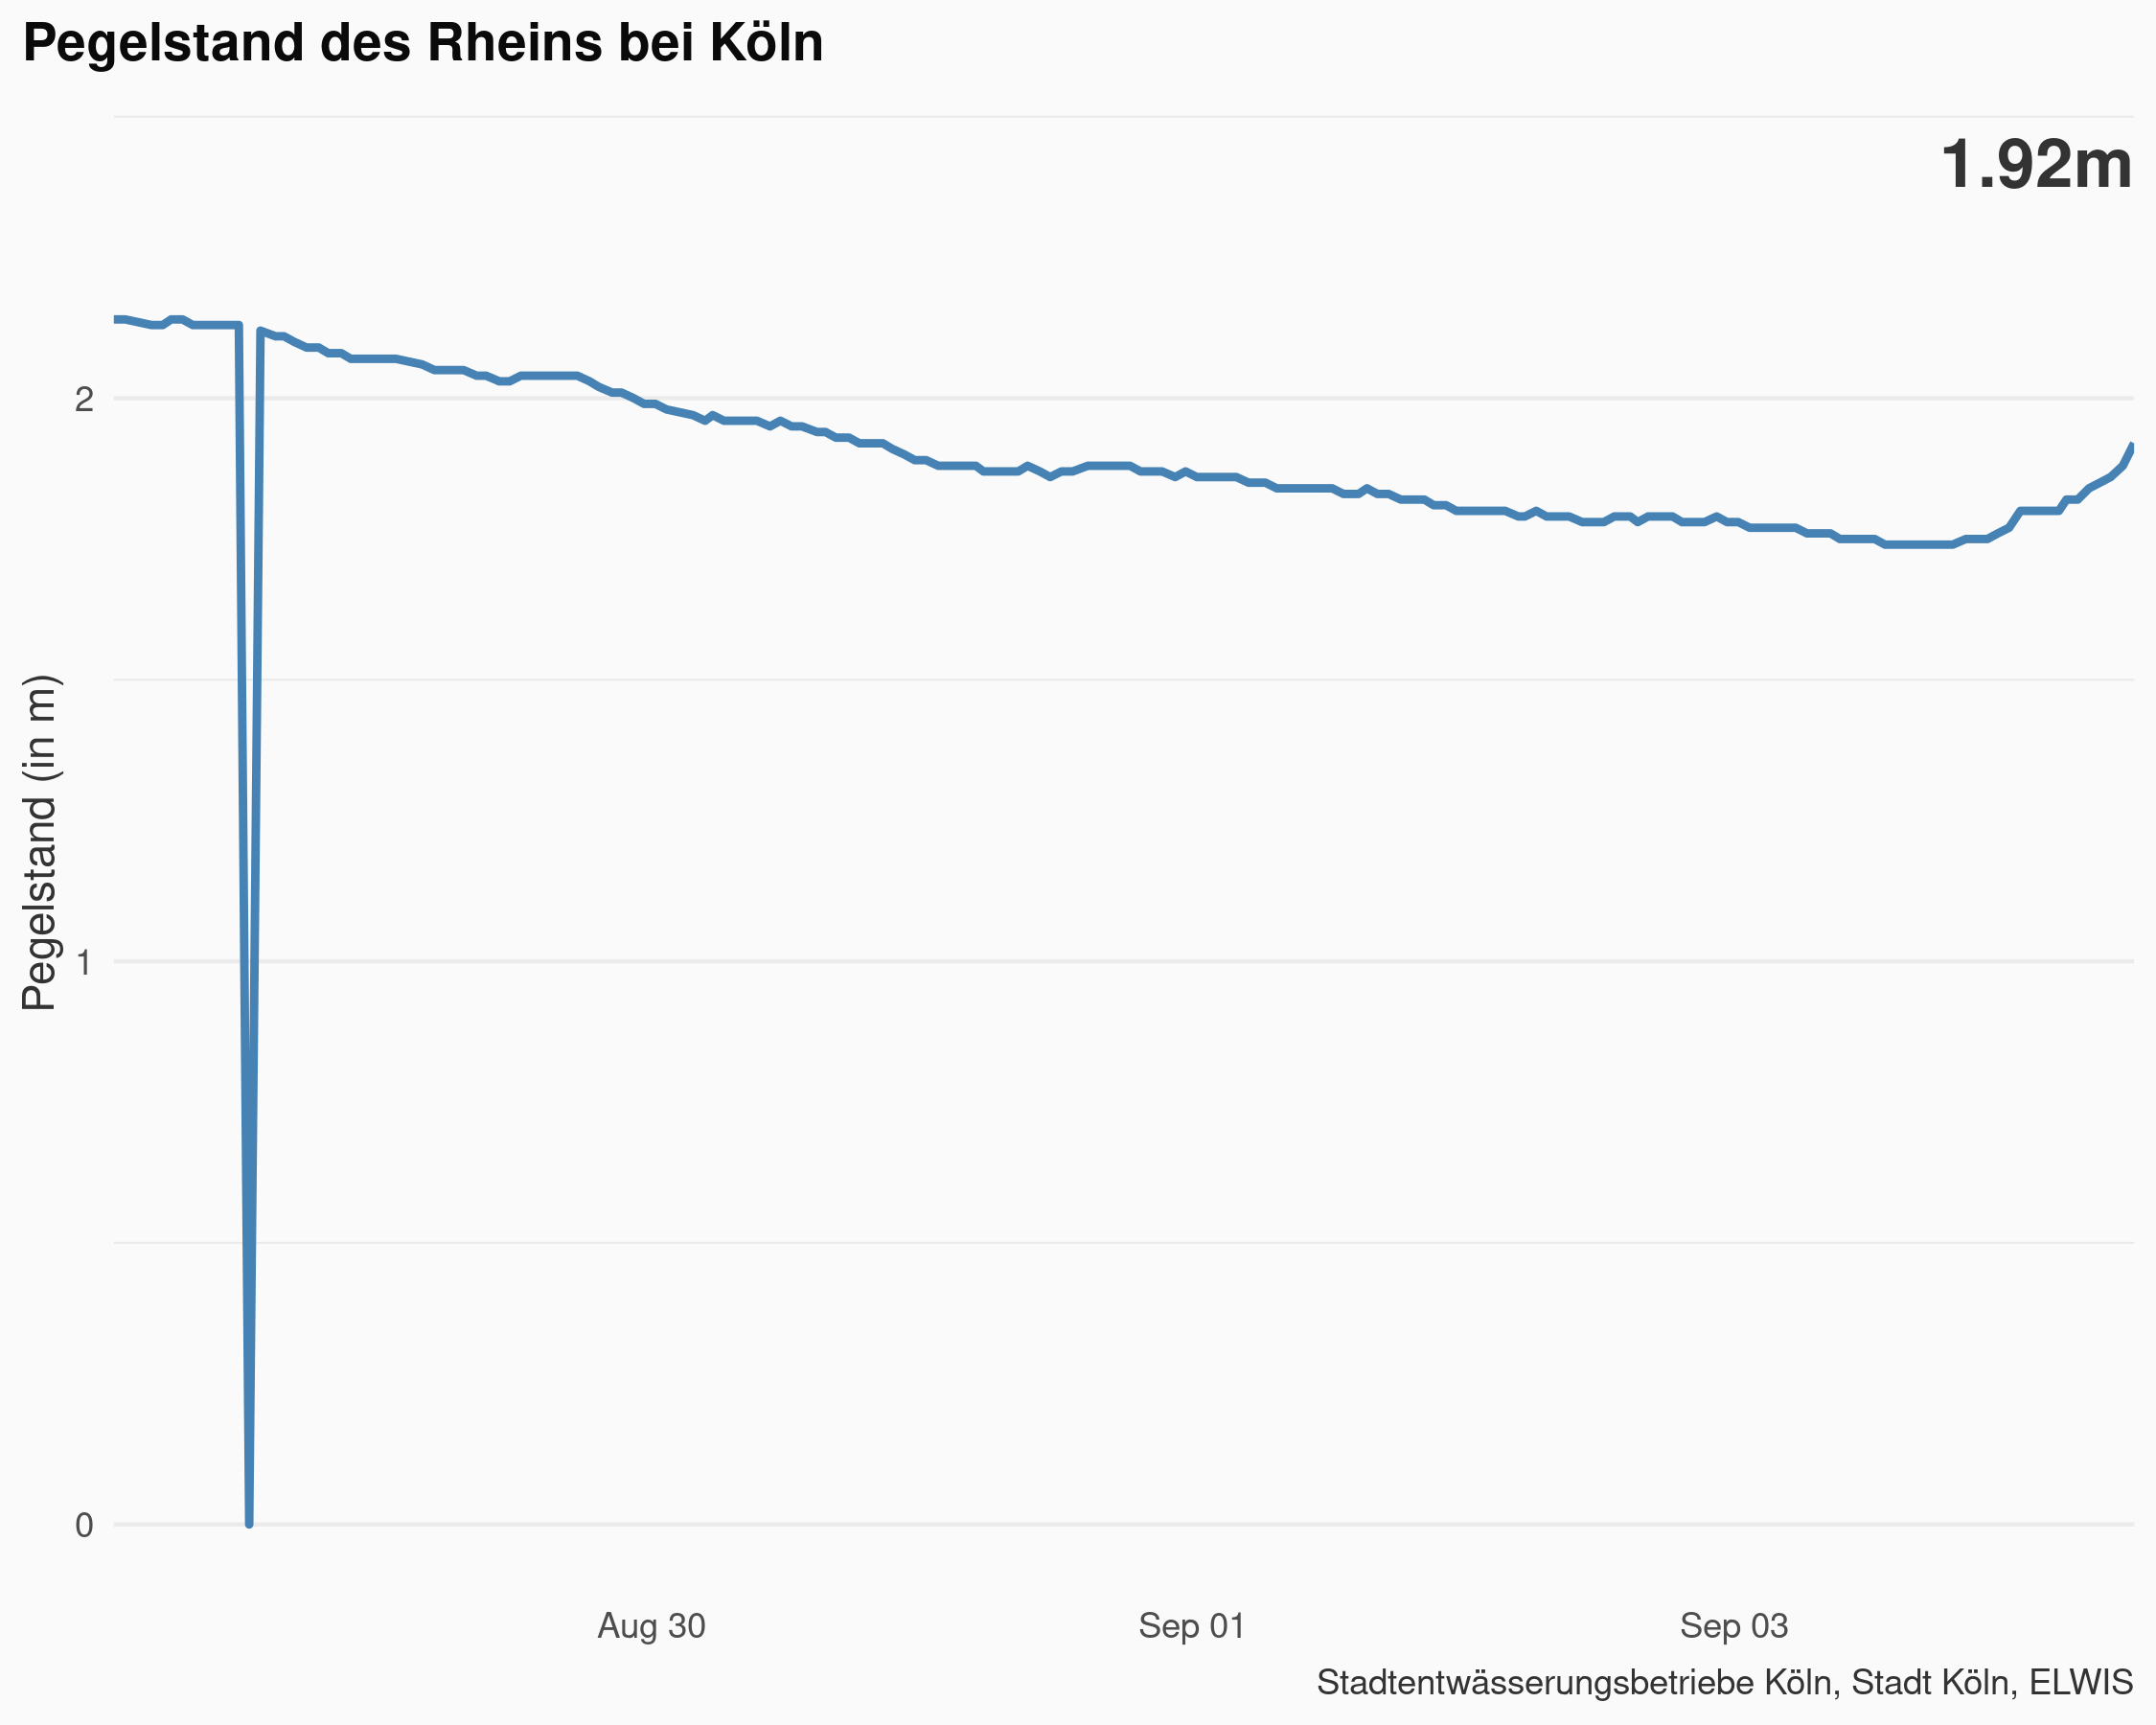 Pegelstand des Rheins bei Köln
1.92m
Pegelstand (in m)
2
1
0
Aug 30
Sep 01
Sep 03
Stadtentwässerungsbetriebe Köln, Stadt Köln, ELWIS